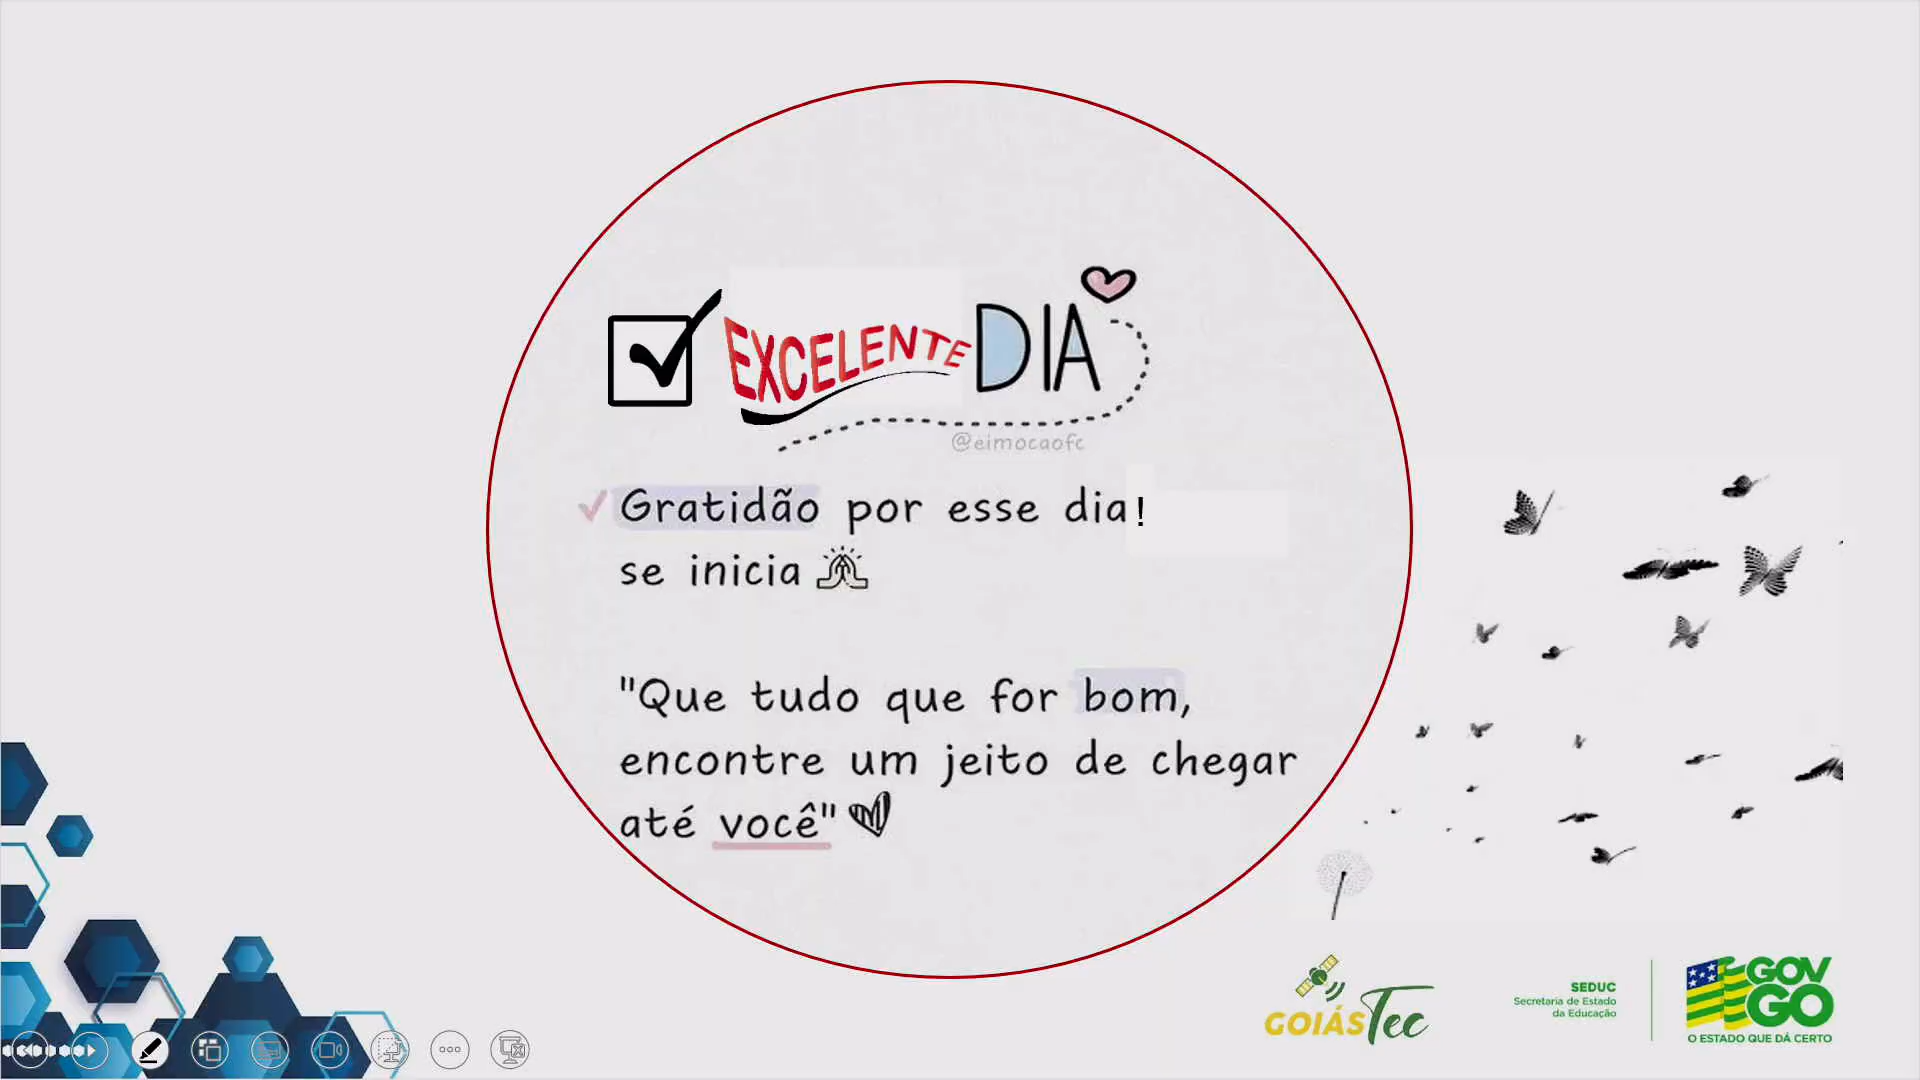 EXCELENTE DIA
@eimocaofc
Gratidão por esse dia!
se inicia
"Que tudo que for bom,
encontre um jeito de chegar
até você"
GOIÁS Tec
SEDUC
Secretaria de Estado
da Educação
GOV
GO
O ESTADO QUE DÁ CERTO